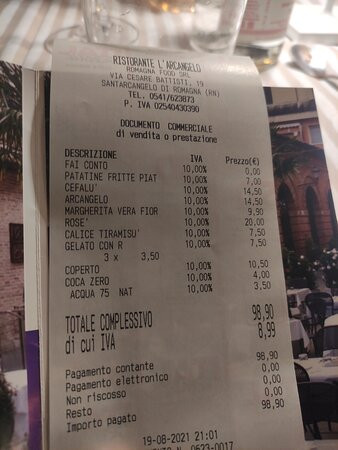 RISTORANTE L'ARCANGELO
ROMAGNA FOOD SRL
VIA CESARE BATTISTI, 19
SANTARCANGELO DI ROMAGNA (RN)
TEL. 0541/623873
P. IVA 02540430390
DOCUMENTO COMMERCIALE
di vendita o prestazione
DESCRIZIONE IVA Prezzo(€)
FAI CONTO 10,00% 0,00
PATATINE FRITTE PIAT 10,00% 7,00
CEFALU' 10,00% 14,50
ARCANGELO 10,00% 14,50
MARGHERITA VERA FIOR 10,00% 9,90
ROSE' 10,00% 20,00
CALICE TIRAMISU' 10,00% 7,50
GELATO CON R 10,00% 7,50
3 x 3,50
COPERTO 10,00% 10,50
COCA ZERO 10,00% 4,00
ACQUA 75 NAT 10,00% 3,50
TOTALE COMPLESSIVO 98,90
di cui IVA 8,99
Pagamento contante 98,90
Pagamento elettronico 0,00
Non riscosso 0,00
Resto 0,00
Importo pagato 98,90
19-08-2021 21:01
N. 0623-0017